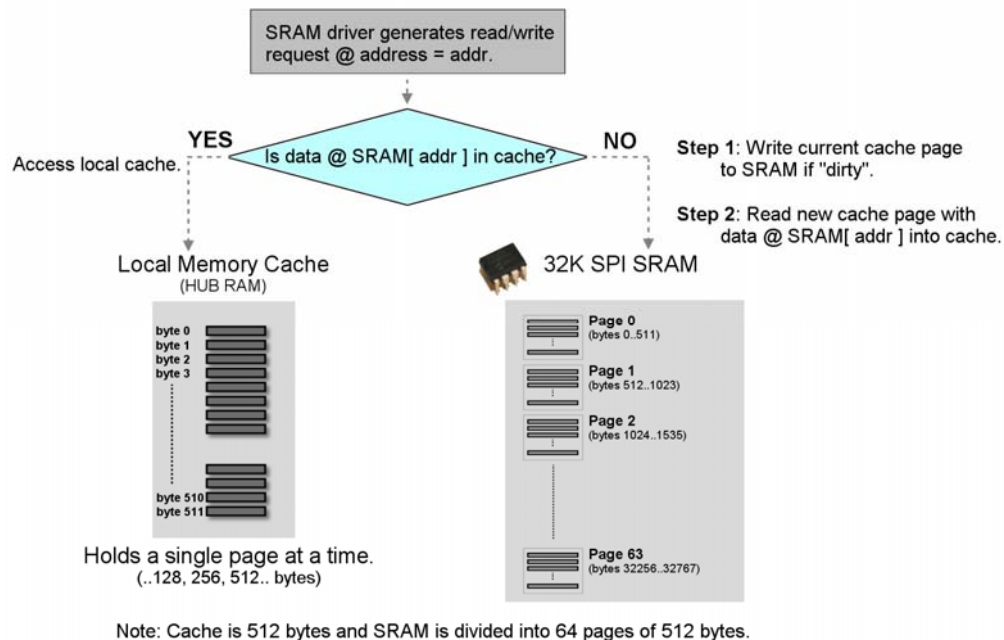 SRAM driver generates read/write
request @ address = addr.
YES
NO
Is data @ SRAM[ addr ] in cache?
Access local cache.
Step 1: Write current cache page
to SRAM if "dirty".
Step 2: Read new cache page with
data @ SRAM[ addr ] into cache.
Local Memory Cache
(HUB RAM)
byte 0
byte 1
byte 2
byte 3
byte 510
byte 511
Holds a single page at a time.
(..128, 256, 512.. bytes)
32K SPI SRAM
Page 0
(bytes 0..511)
Page 1
(bytes 512..1023)
Page 2
(bytes 1024..1535)
Page 63
(bytes 32256..32767)
Note: Cache is 512 bytes and SRAM is divided into 64 pages of 512 bytes.